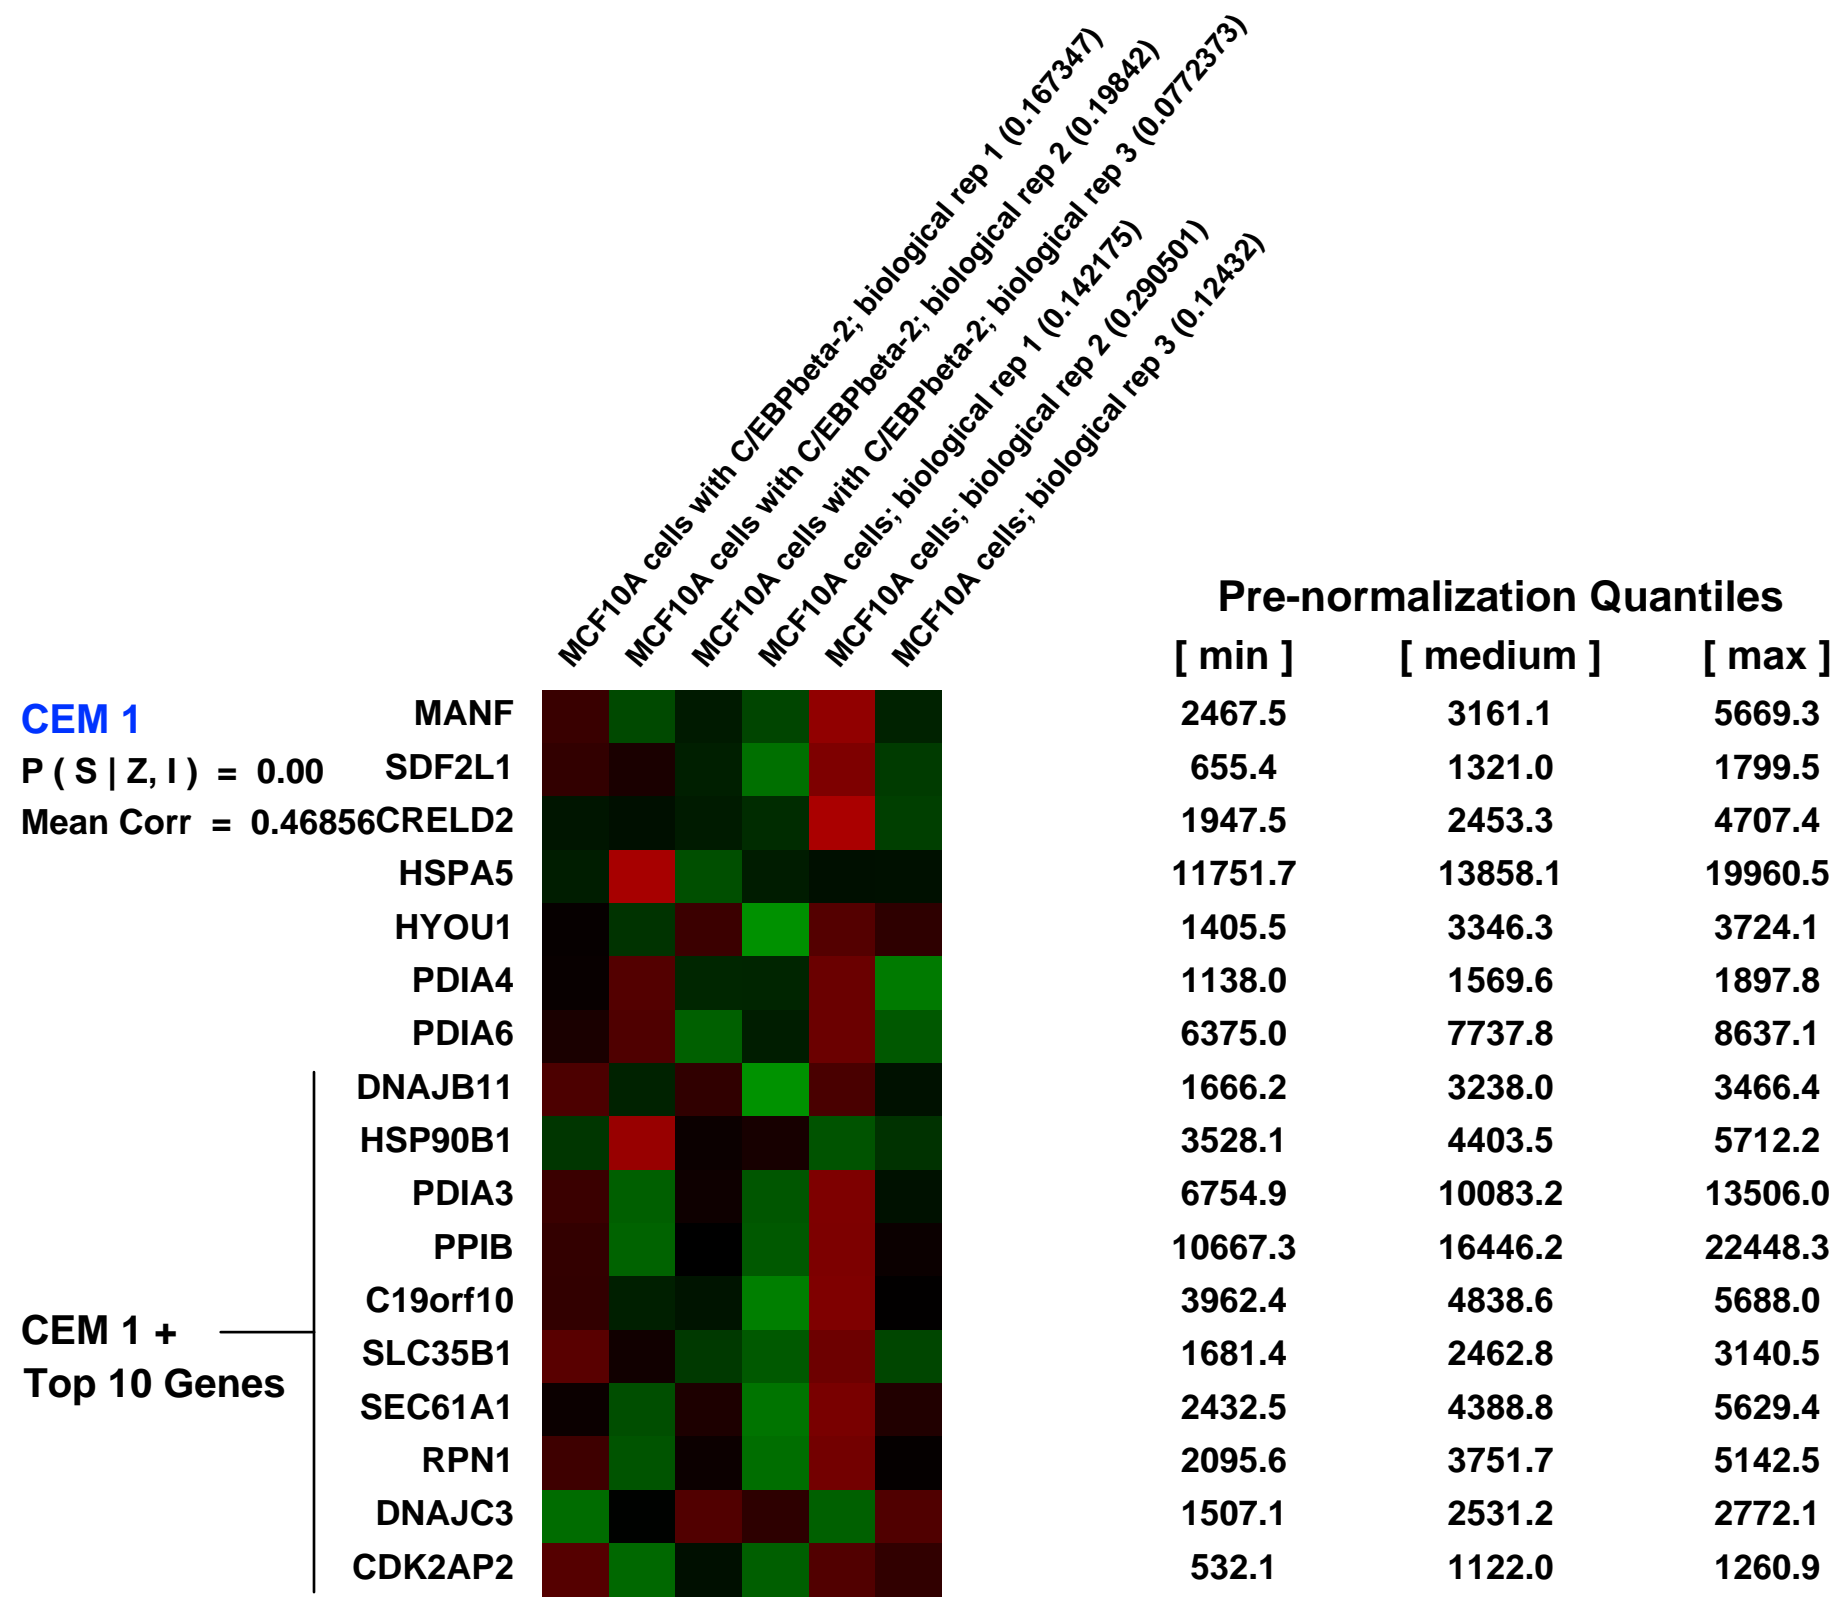 MCF10A cells with C/EBPbeta-2; biological rep 1 (0.167347)
MCF10A cells with C/EBPbeta-2; biological rep 2 (0.19842)
MCF10A cells with C/EBPbeta-2; biological rep 3 (0.0772373)
MCF10A cells; biological rep 1 (0.142175)
MCF10A cells; biological rep 2 (0.290501)
MCF10A cells; biological rep 3 (0.12432)
Pre-normalization Quantiles
[ min ] [ medium ] [ max ]
CEM 1 MANF 2467.5 3161.1 5669.3
P ( S | Z, I ) = 0.00 SDF2L1 655.4 1321.0 1799.5
Mean Corr = 0.46856 CRELD2 1947.5 2453.3 4707.4
HSPA5 11751.7 13858.1 19960.5
HYOU1 1405.5 3346.3 3724.1
PDIA4 1138.0 1569.6 1897.8
PDIA6 6375.0 7737.8 8637.1
DNAJB11 1666.2 3238.0 3466.4
HSP90B1 3528.1 4403.5 5712.2
PDIA3 6754.9 10083.2 13506.0
PPIB 10667.3 16446.2 22448.3
C19orf10 3962.4 4838.6 5688.0
CEM 1 +
SLC35B1 1681.4 2462.8 3140.5
Top 10 Genes
SEC61A1 2432.5 4388.8 5629.4
RPN1 2095.6 3751.7 5142.5
DNAJC3 1507.1 2531.2 2772.1
CDK2AP2 532.1 1122.0 1260.9